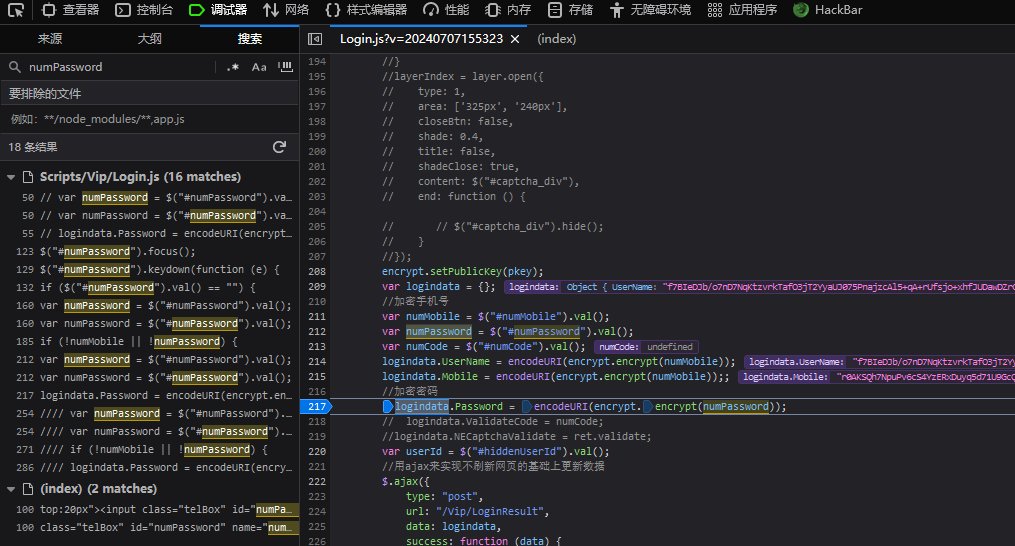 查看器 控制台 调试器 网络 样式编辑器 性能 内存 存储 无障碍环境 应用程序 HackBar
来源 大纲 搜索
Login.js?v=20240707155323 (index)
numPassword .* Aa
要排除的文件
例如: **/node_modules/**,app.js
18 条结果
Scripts/Vip/Login.js (16 matches)
50 // var numPassword = $("#numPassword").va…
50 // var numPassword = $("#numPassword").va…
55 // logindata.Password = encodeURI(encrypt…
123 $("#numPassword").focus();
129 $("#numPassword").keydown(function (e) {
132 if ($("#numPassword").val() == "") {
160 var numPassword = $("#numPassword").val();
160 var numPassword = $("#numPassword").val();
185 if (!numMobile || !numPassword) {
212 var numPassword = $("#numPassword").val();
212 var numPassword = $("#numPassword").val();
217 logindata.Password = encodeURI(encrypt.en…
254 //// var numPassword = $("#numPassword")…
254 //// var numPassword = $("#numPassword")…
271 //// if (!numMobile || !numPassword) {
286 //// logindata.Password = encodeURI(encry…
(index) (2 matches)
100 top:20px"><input class="telBox" id="numPa…
100 class="telBox" id="numPassword" name="num…
194 //}
195 //layerIndex = layer.open({
196 // type: 1,
197 // area: ['325px', '240px'],
198 // closeBtn: false,
199 // shade: 0.4,
200 // title: false,
201 // shadeClose: true,
202 // content: $("#captcha_div"),
203 // end: function () {
204
205 // // $("#captcha_div").hide();
206 // }
207 //});
208 encrypt.setPublicKey(pkey);
209 var logindata = {}; logindata: Object { UserName:
210 //加密手机号
211 var numMobile = $("#numMobile").val();
212 var numPassword = $("#numPassword").val();
213 var numCode = $("#numCode").val(); numCode: undefined
214 logindata.UserName = encodeURI(encrypt.encrypt(numMobile)); logindata.UserName:
215 logindata.Mobile = encodeURI(encrypt.encrypt(numMobile));; logindata.Mobile:
216 //加密密码
217 logindata.Password = encodeURI(encrypt.encrypt(numPassword));
218 // logindata.ValidateCode = numCode;
219 //logindata.NECaptchaValidate = ret.validate;
220 var userId = $("#hiddenUserId").val();
221 //用ajax来实现不刷新网页的基础上更新数据
222 $.ajax({
223 type: "post",
224 url: "/Vip/LoginResult",
225 data: logindata,
226 success: function (data) {